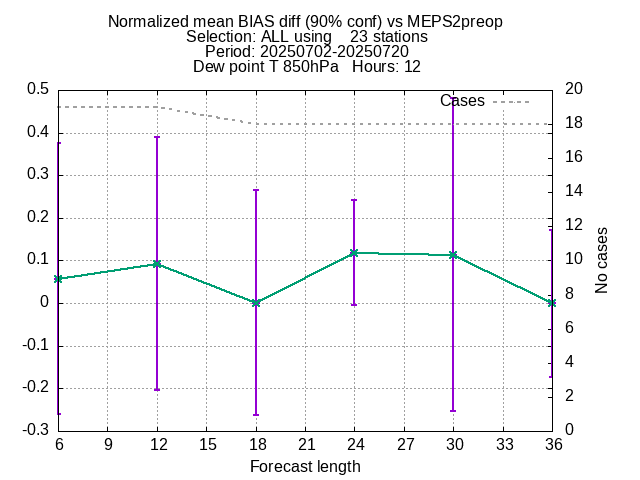 Normalized mean BIAS diff (90% conf) vs MEPS2preop
Selection: ALL using    23 stations
Period: 20250702-20250720
Dew point T 850hPa   Hours: 12
0.5
0.4
0.3
0.2
0.1
0
-0.1
-0.2
-0.3
Cases
20
18
16
14
12
10
8
6
4
2
0
No cases
6 9 12 15 18 21 24 27 30 33 36
Forecast length